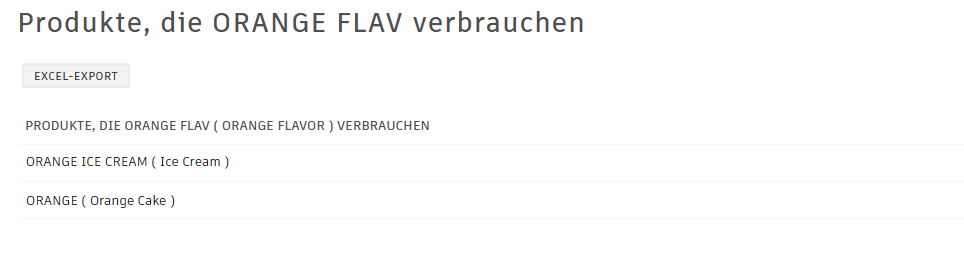 Produkte, die ORANGE FLAV verbrauchen
EXCEL-EXPORT
PRODUKTE, DIE ORANGE FLAV ( ORANGE FLAVOR ) VERBRAUCHEN
ORANGE ICE CREAM ( Ice Cream )
ORANGE ( Orange Cake )